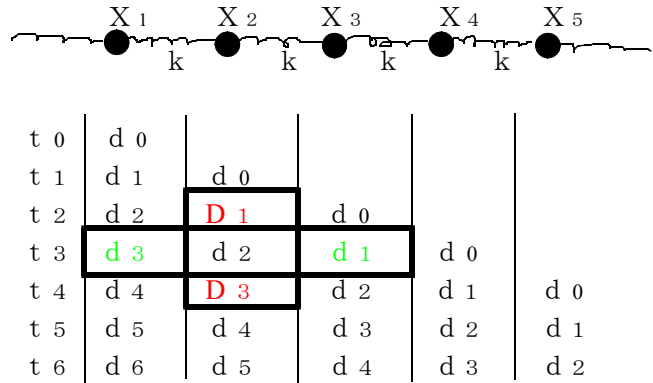 X 1 X 2 X 3 X 4 X 5
k k k k
t 0 d 0
t 1 d 1 d 0
t 2 d 2 D 1 d 0
t 3 d 3 d 2 d 1 d 0
t 4 d 4 D 3 d 2 d 1 d 0
t 5 d 5 d 4 d 3 d 2 d 1
t 6 d 6 d 5 d 4 d 3 d 2